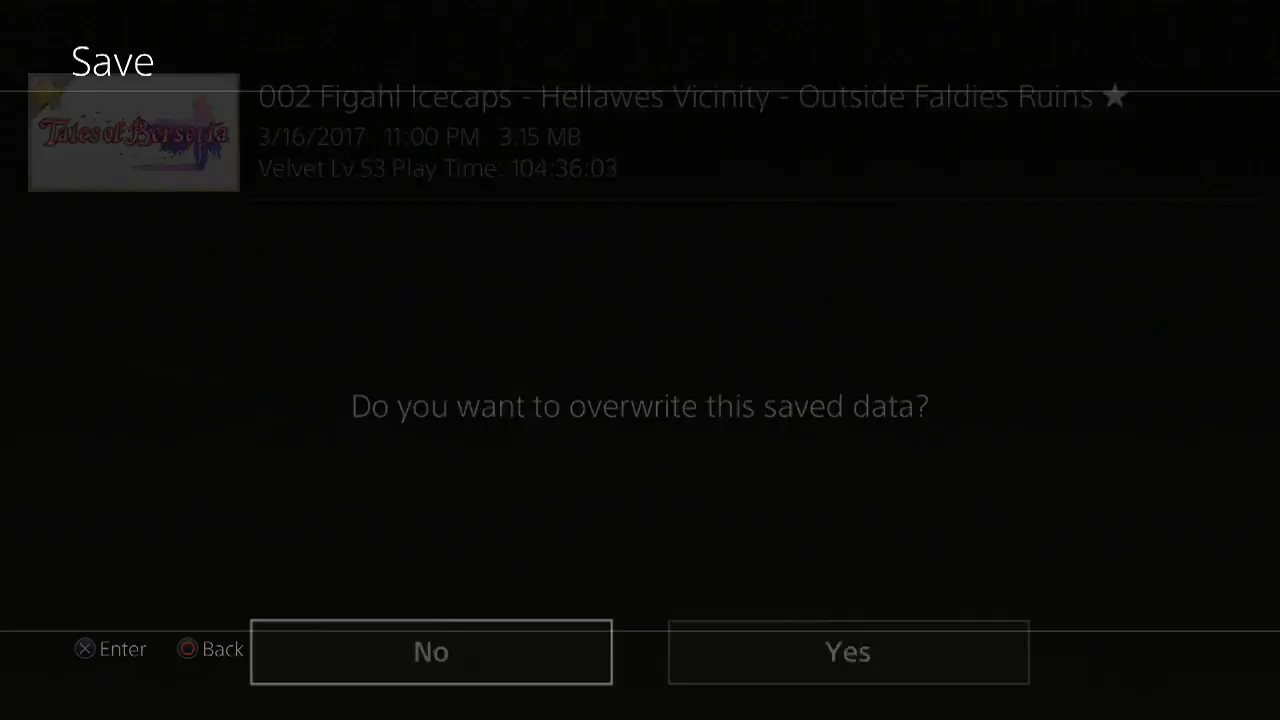 Save
002 Figahl Icecaps - Hellawes Vicinity - Outside Faldies Ruins ★
Tales of Berseria
3/16/2017 11:00 PM 3.15 MB
Velvet Lv.53 Play Time: 104:36:03
Do you want to overwrite this saved data?
Enter Back No Yes